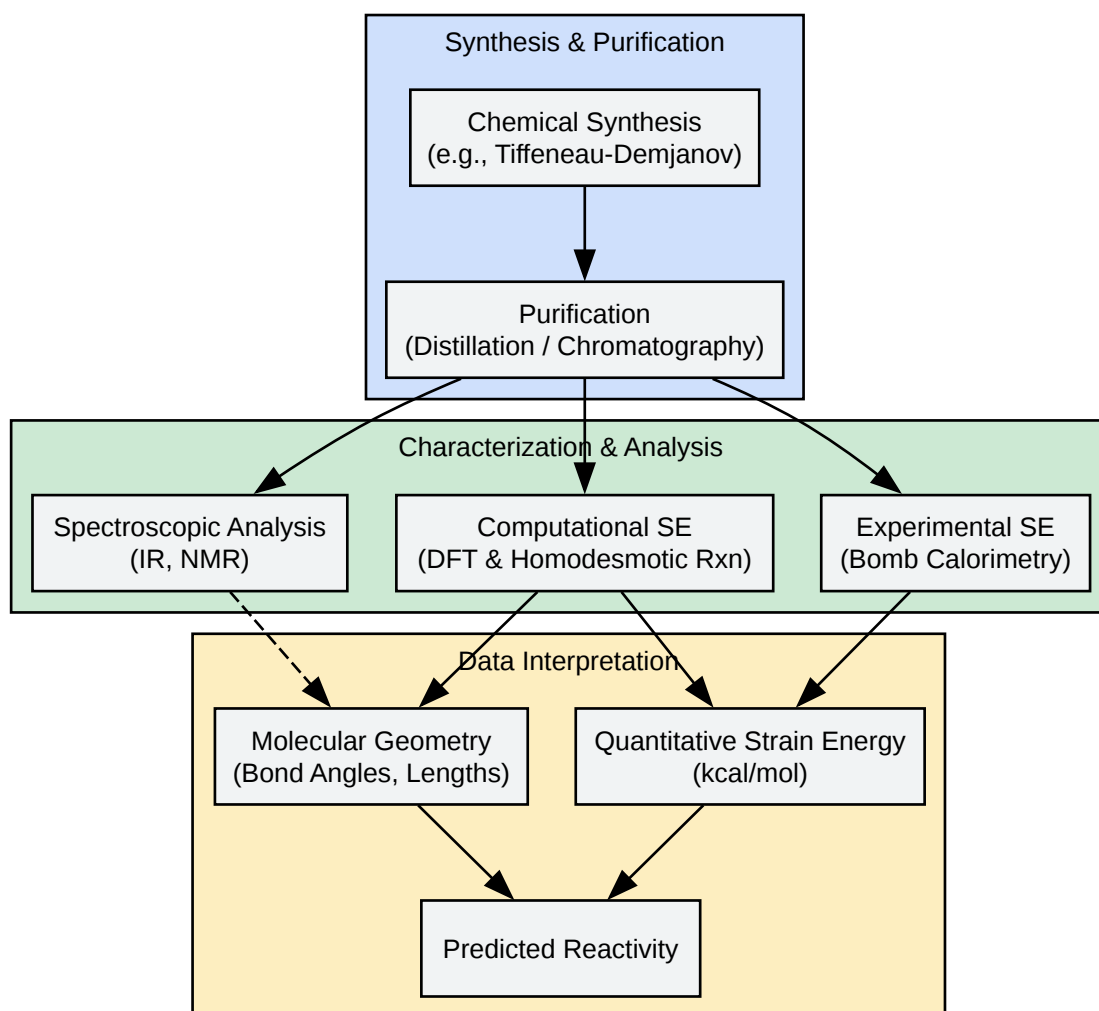 Synthesis & Purification
Chemical Synthesis
(e.g., Tiffeneau-Demjanov)
Purification
(Distillation / Chromatography)
Characterization & Analysis
Spectroscopic Analysis
(IR, NMR)
Computational SE
(DFT & Homodesmotic Rxn)
Experimental SE
(Bomb Calorimetry)
Data Interpretation
Molecular Geometry
(Bond Angles, Lengths)
Quantitative Strain Energy
(kcal/mol)
Predicted Reactivity